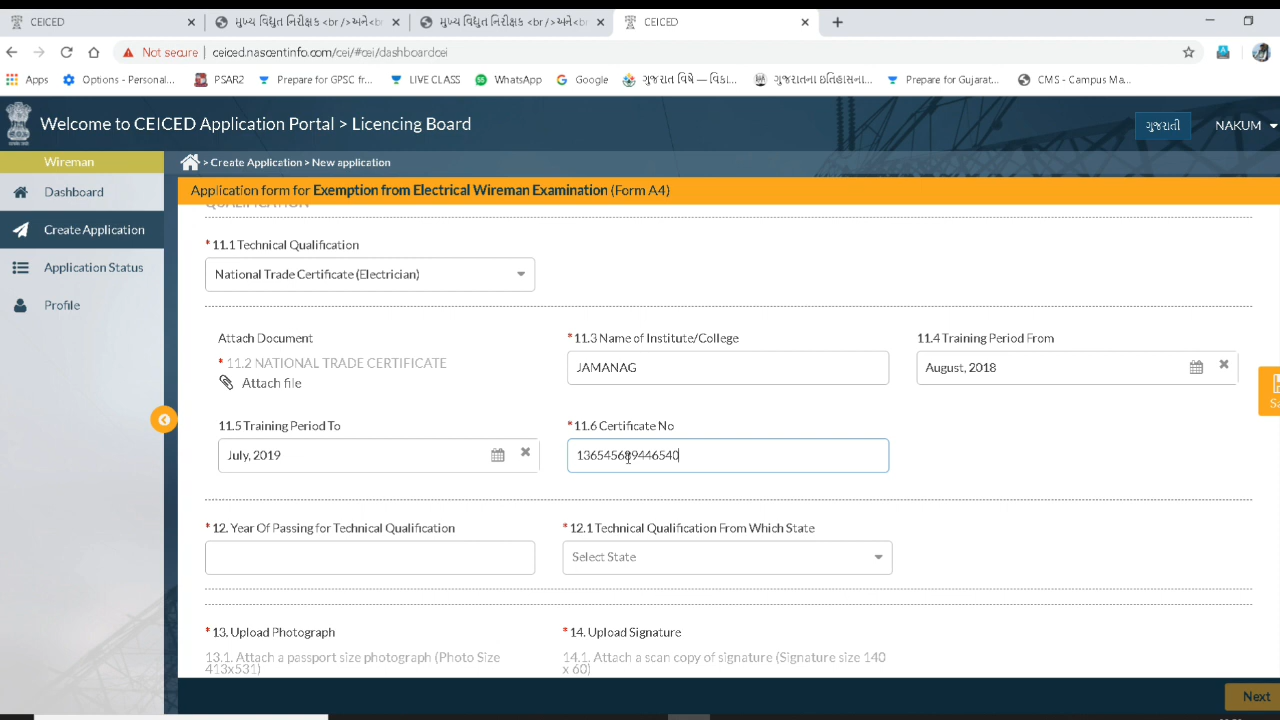 CEICED
મુખ્ય વિદ્યુત નિરીક્ષક <br />અને<b
મુખ્ય વિદ્યુત નિરીક્ષક <br />અને<b
CEICED
Not secure
ceiced.nascentinfo.com/cei/#cei/dashboardcei
Apps
Options - Personal...
PSAR2
Prepare for GPSC fr...
LIVE CLASS
WhatsApp
Google
ગુજરાત વિષે — વિડા...
ગુજરાતના ઇતિહાસના...
Prepare for Gujarat...
CMS - Campus Ma...
Welcome to CEICED Application Portal > Licencing Board
ગુજરાતી
NAKUM
Wireman
> Create Application > New application
Dashboard
Create Application
Application Status
Profile
Application form for Exemption from Electrical Wireman Examination (Form A4)
QUALIFICATION
* 11.1 Technical Qualification
National Trade Certificate (Electrician)
Attach Document
* 11.2 NATIONAL TRADE CERTIFICATE
Attach file
* 11.3 Name of Institute/College
JAMANAG
11.4 Training Period From
August, 2018
11.5 Training Period To
July, 2019
* 11.6 Certificate No
136545689446540
* 12. Year Of Passing for Technical Qualification
* 12.1 Technical Qualification From Which State
Select State
* 13. Upload Photograph
13.1. Attach a passport size photograph (Photo Size
413x531)
* 14. Upload Signature
14.1. Attach a scan copy of signature (Signature size 140
x 60)
Next